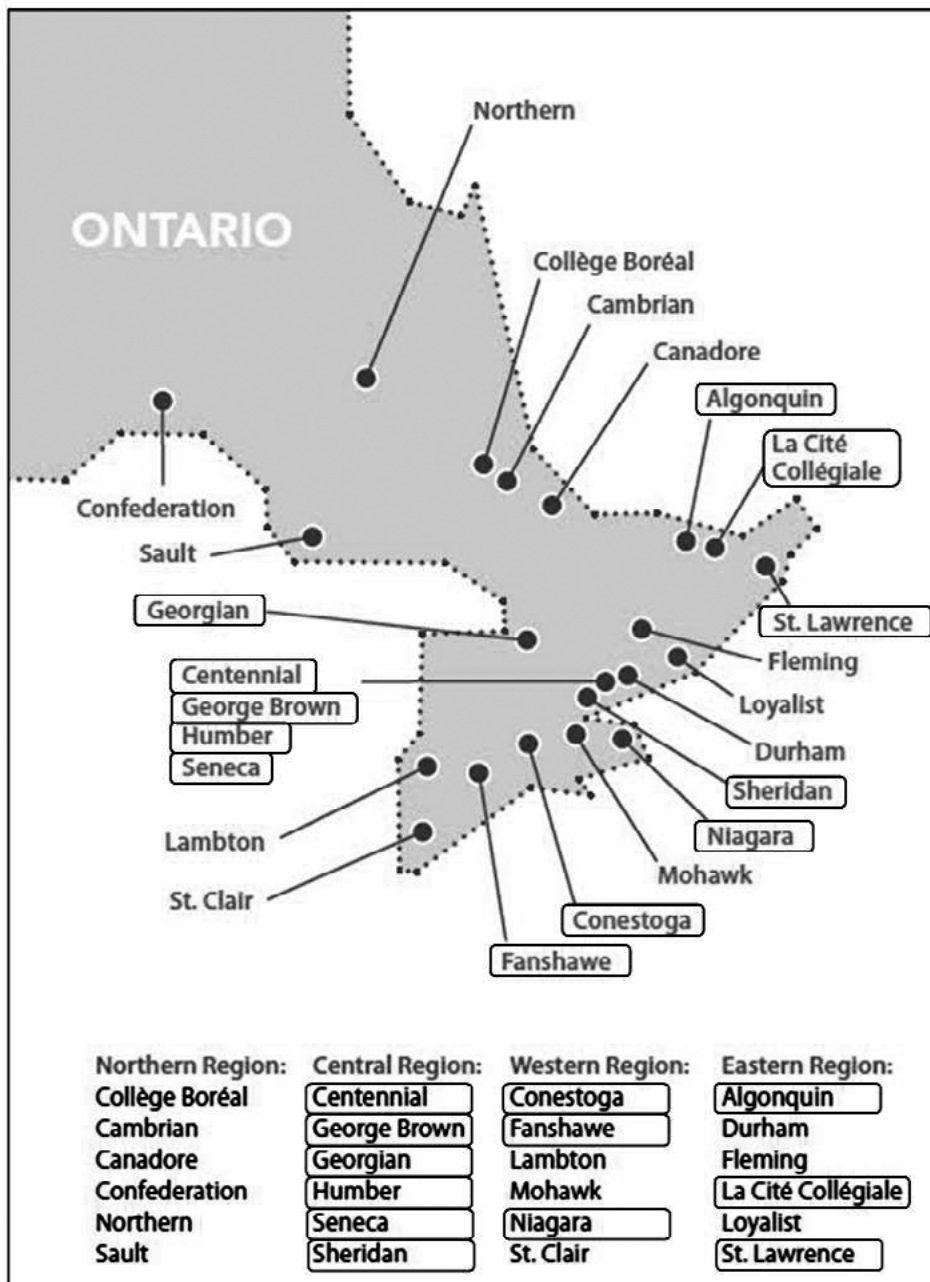 Northern
ONTARIO
Collège Boréal
Cambrian
Canadore
Algonquin
La Cité
Collégiale
Confederation
Sault
Georgian
St. Lawrence
Fleming
Centennial
Loyalist
George Brown
Humber
Durham
Seneca
Sheridan
Niagara
Lambton
Mohawk
St. Clair
Conestoga
Fanshawe
Northern Region:
Collège Boréal
Cambrian
Canadore
Confederation
Northern
Sault
Central Region:
Centennial
George Brown
Georgian
Humber
Seneca
Sheridan
Western Region:
Conestoga
Fanshawe
Lambton
Mohawk
Niagara
St. Clair
Eastern Region:
Algonquin
Durham
Fleming
La Cité Collégiale
Loyalist
St. Lawrence